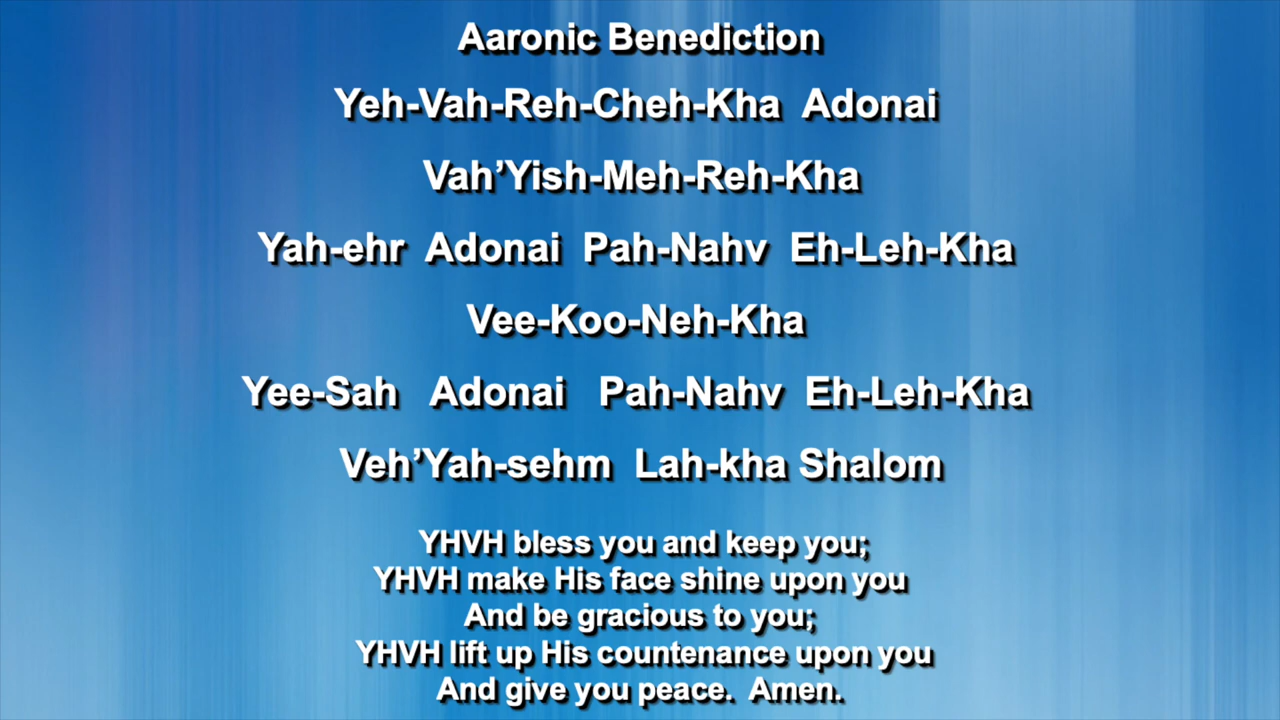 Aaronic Benediction
Yeh-Vah-Reh-Cheh-Kha Adonai
Vah’Yish-Meh-Reh-Kha
Yah-ehr Adonai Pah-Nahv Eh-Leh-Kha
Vee-Koo-Neh-Kha
Yee-Sah Adonai Pah-Nahv Eh-Leh-Kha
Veh’Yah-sehm Lah-kha Shalom
YHVH bless you and keep you;
YHVH make His face shine upon you
And be gracious to you;
YHVH lift up His countenance upon you
And give you peace. Amen.